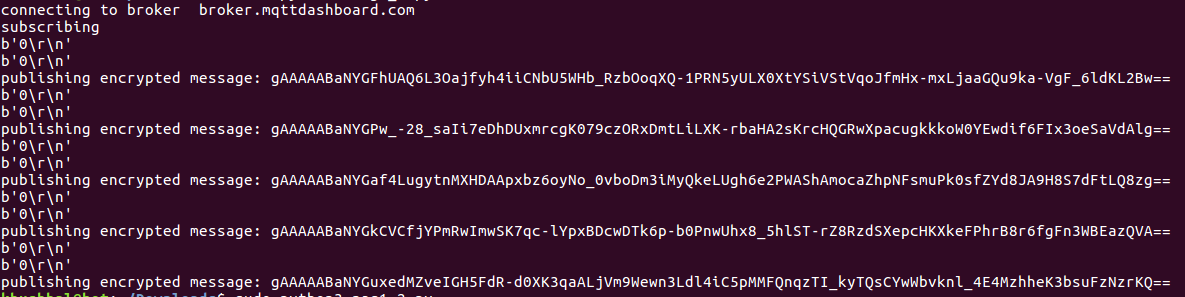 connecting to broker  broker.mqttdashboard.com
subscribing
b'0\r\n'
b'0\r\n'
publishing encrypted message: gAAAAABaNYGFhUAQ6L3Oajfyh4iiCNbU5WHb_RzbOoqXQ-1PRN5yULX0XtYSiVStVqoJfmHx-mxLjaaGQu9ka-VgF_6ldKL2Bw==
b'0\r\n'
b'0\r\n'
publishing encrypted message: gAAAAABaNYGPw_-28_saIi7eDhDUxmrcgK079czORxDmtLiLXK-rbaHA2sKrcHQGRwXpacugkkkoW0YEwdif6FIx3oeSaVdAlg==
b'0\r\n'
b'0\r\n'
publishing encrypted message: gAAAAABaNYGaf4LugytnMXHDAApxbz6oyNo_0vboDm3iMyQkeLUgh6e2PWAShAmocaZhpNFsmuPk0sfZYd8JA9H8S7dFtLQ8zg==
b'0\r\n'
b'0\r\n'
publishing encrypted message: gAAAAABaNYGkCVCfjYPmRwImwSK7qc-lYpxBDcwDTk6p-b0PnwUhx8_5hlST-rZ8RzdSXepcHKXkeFPhrB8r6fgFn3WBEazQVA==
b'0\r\n'
b'0\r\n'
publishing encrypted message: gAAAAABaNYGuxedMZveIGH5FdR-d0XK3qaALjVm9Wewn3Ldl4iC5pMMFQnqzTI_kyTQsCYwWbvknl_4E4MzhheK3bsuFzNzrKQ==